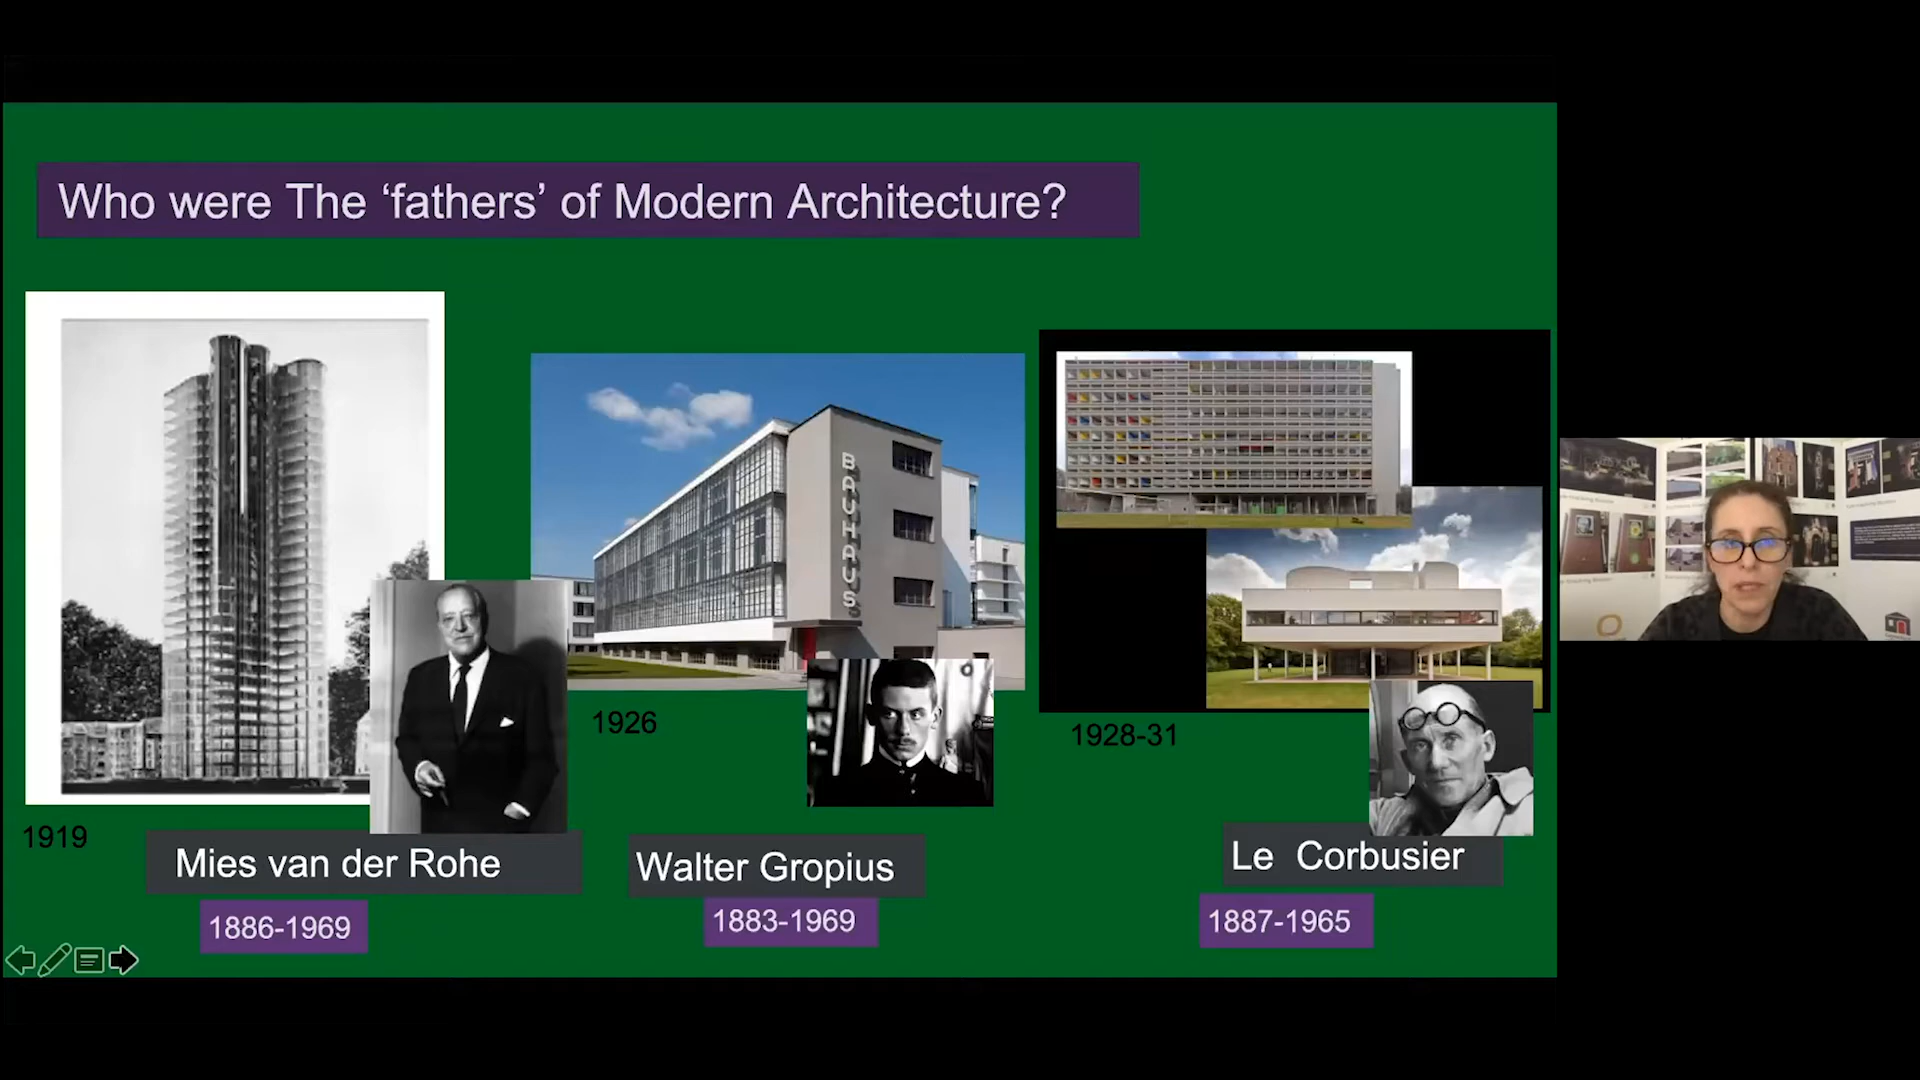 Who were The ‘fathers’ of Modern Architecture?
BAUHAUS
1919
1926
1928-31
Mies van der Rohe
Walter Gropius
Le Corbusier
1886-1969
1883-1969
1887-1965